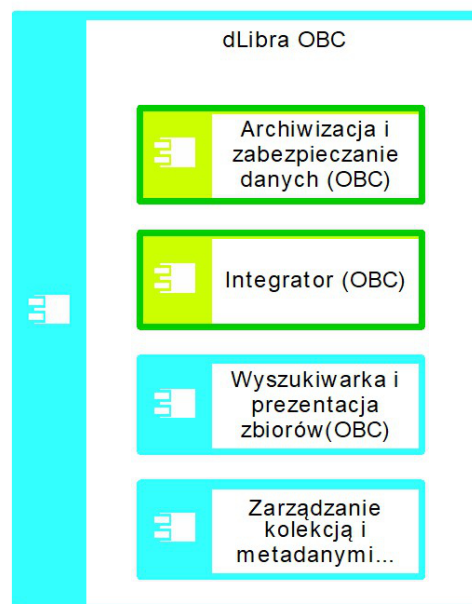 dLibra OBC
Archiwizacja i
zabezpieczanie
danych (OBC)
Integrator (OBC)
Wyszukiwarka i
prezentacja
zbiorów(OBC)
Zarządzanie
kolekcją i
metadanymi...